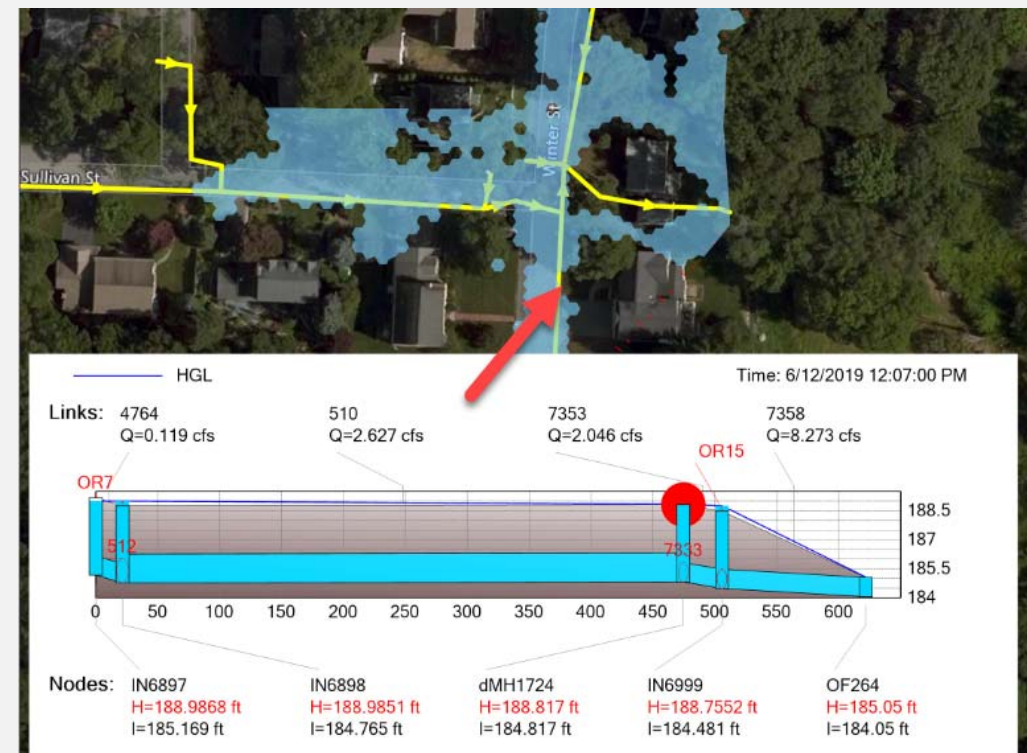 Winter St
Sullivan St
HGL
Time: 6/12/2019 12:07:00 PM
Links: 4764 510 7353 7358
Q=0.119 cfs Q=2.627 cfs Q=2.046 cfs Q=8.273 cfs
OR15
OR7
188.5
187
512 7333
185.5
184
0 50 100 150 200 250 300 350 400 450 500 550 600
Nodes: IN6897 IN6898 dMH1724 IN6999 OF264
H=188.9868 ft H=188.9851 ft H=188.817 ft H=188.7552 ft H=185.05 ft
I=185.169 ft I=184.765 ft I=184.817 ft I=184.481 ft I=184.05 ft